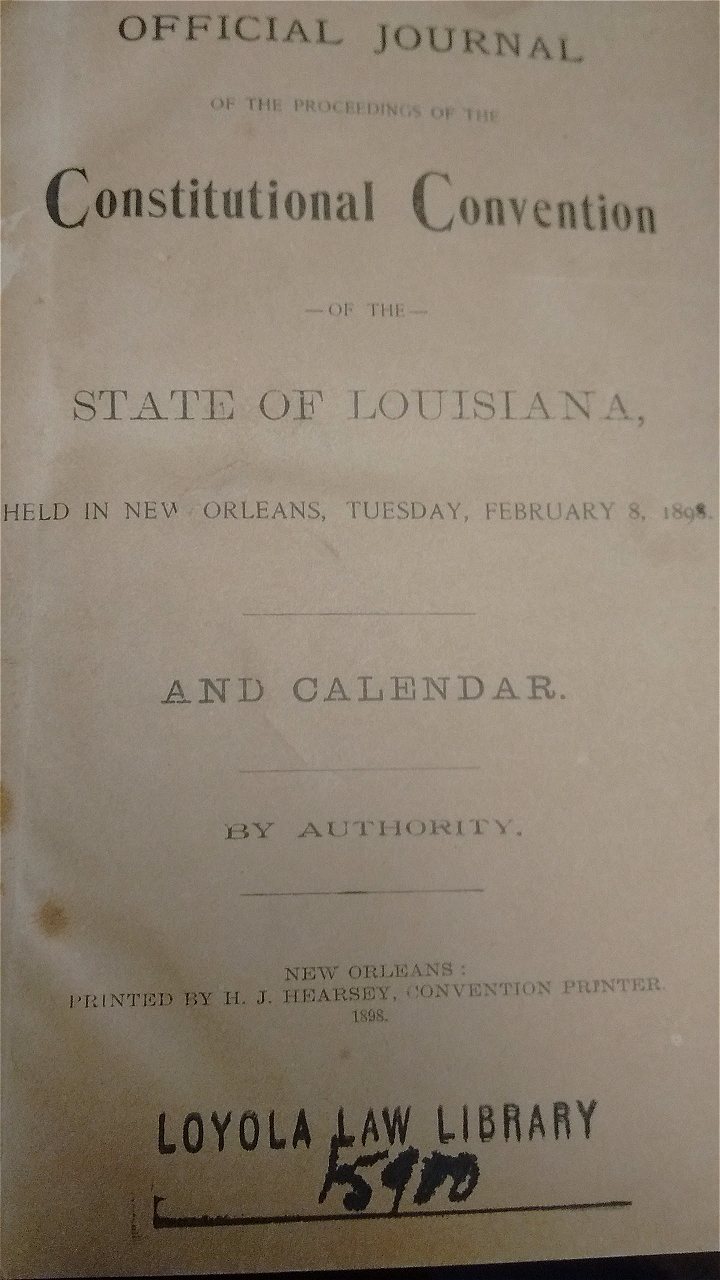 OFFICIAL JOURNAL
OF THE PROCEEDINGS OF THE
Constitutional Convention
—OF THE—
STATE OF LOUISIANA,
HELD IN NEW ORLEANS, TUESDAY, FEBRUARY 8, 1898.
AND CALENDAR.
BY AUTHORITY.
NEW ORLEANS:
PRINTED BY H. J. HEARSEY, CONVENTION PRINTER.
1898.
LOYOLA LAW LIBRARY